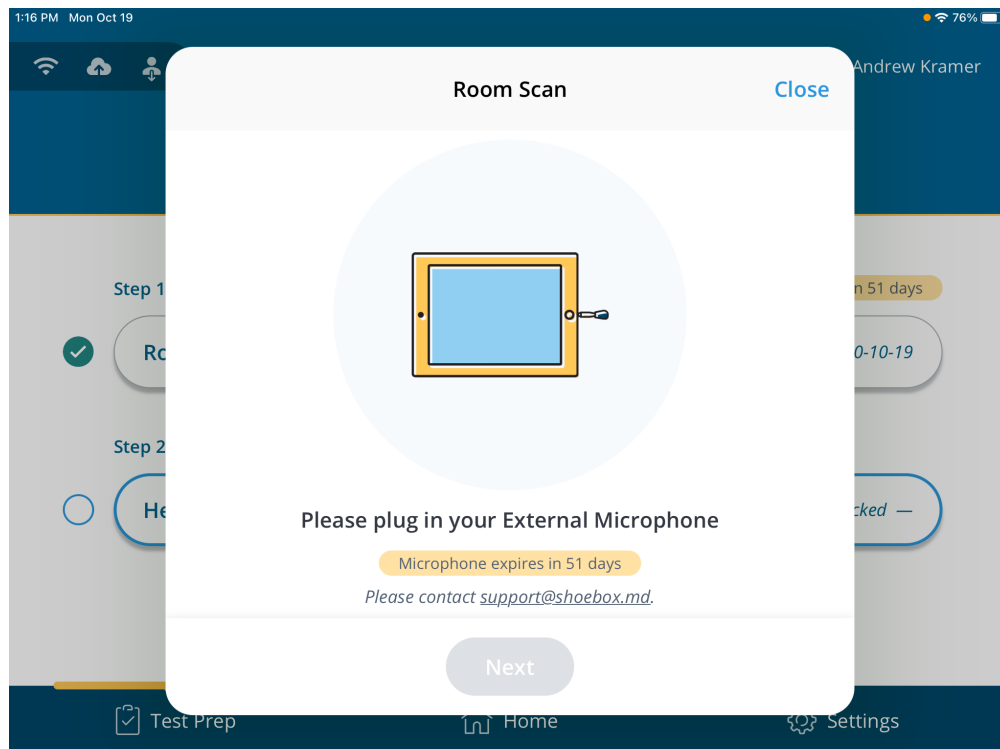 1:16 PM Mon Oct 19
76%
Andrew Kramer
Room Scan
Close
Step 1
n 51 days
Ro
0-10-19
Step 2
He
cked —
Please plug in your External Microphone
Microphone expires in 51 days
Please contact support@shoebox.md.
Next
Test Prep
Home
Settings